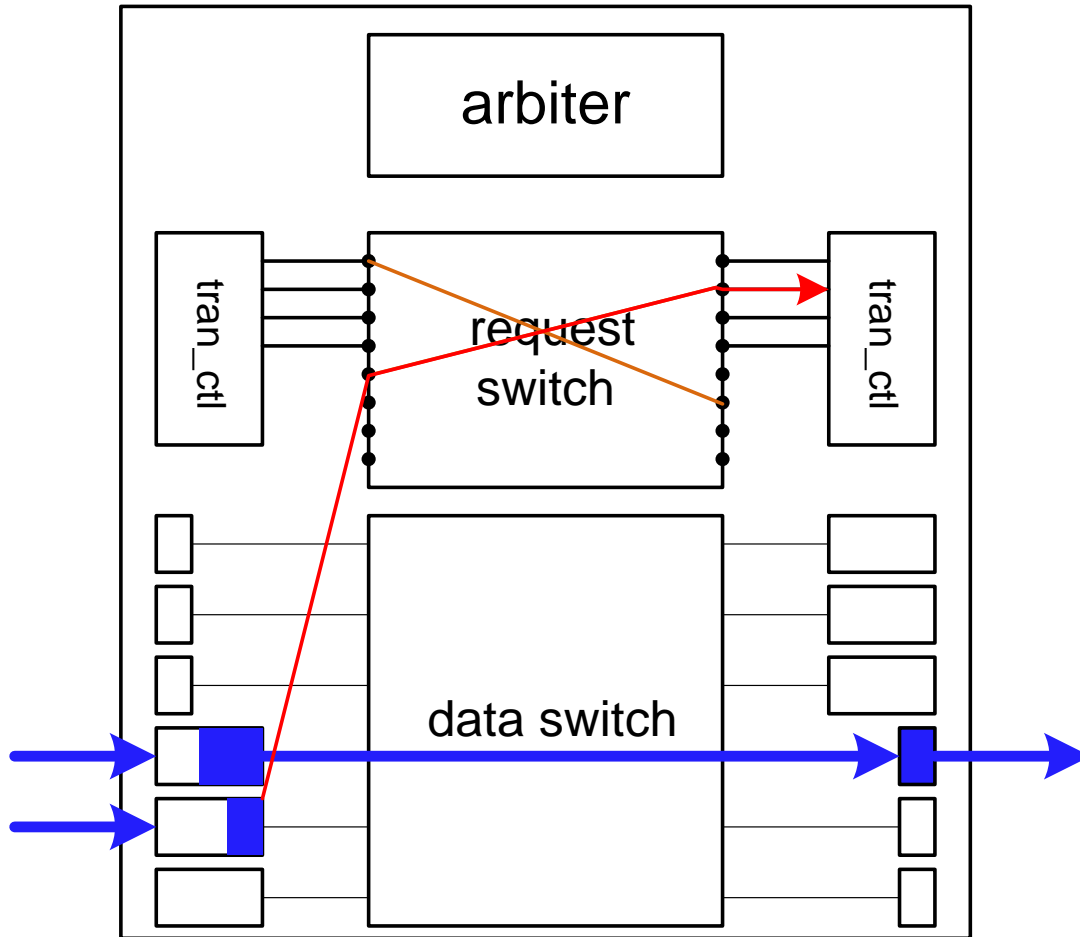 arbiter
tran_ctl
request
switch
tran_ctl
data switch